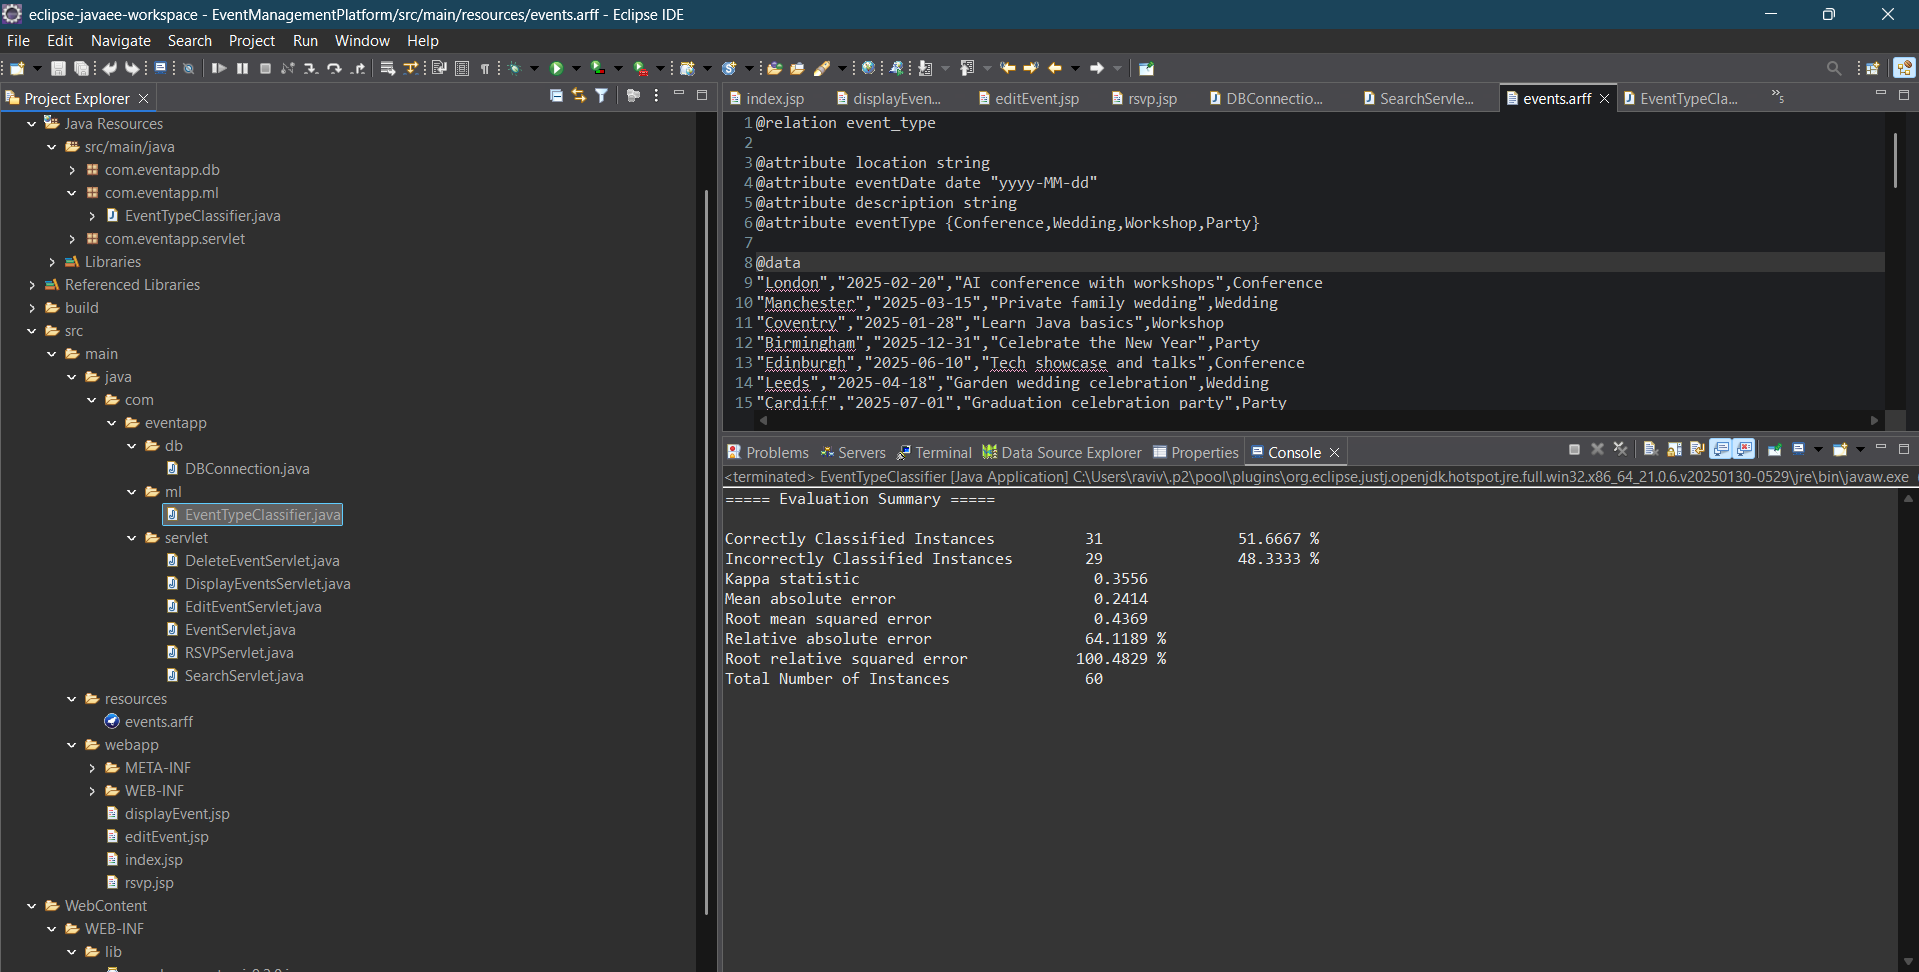 eclipse-javaee-workspace - EventManagementPlatform/src/main/resources/events.arff - Eclipse IDE
File Edit Navigate Search Project Run Window Help
Project Explorer
Java Resources
src/main/java
com.eventapp.db
com.eventapp.ml
EventTypeClassifier.java
com.eventapp.servlet
Libraries
Referenced Libraries
build
src
main
java
com
eventapp
db
DBConnection.java
ml
EventTypeClassifier.java
servlet
DeleteEventServlet.java
DisplayEventsServlet.java
EditEventServlet.java
EventServlet.java
RSVPServlet.java
SearchServlet.java
resources
events.arff
webapp
META-INF
WEB-INF
displayEvent.jsp
editEvent.jsp
index.jsp
rsvp.jsp
WebContent
WEB-INF
lib
index.jsp displayEven... editEvent.jsp rsvp.jsp DBConnectio... SearchServle... events.arff EventTypeCla... »5
1 @relation event_type
2
3 @attribute location string
4 @attribute eventDate date "yyyy-MM-dd"
5 @attribute description string
6 @attribute eventType {Conference,Wedding,Workshop,Party}
7
8 @data
9 "London","2025-02-20","AI conference with workshops",Conference
10 "Manchester","2025-03-15","Private family wedding",Wedding
11 "Coventry","2025-01-28","Learn Java basics",Workshop
12 "Birmingham","2025-12-31","Celebrate the New Year",Party
13 "Edinburgh","2025-06-10","Tech showcase and talks",Conference
14 "Leeds","2025-04-18","Garden wedding celebration",Wedding
15 "Cardiff","2025-07-01","Graduation celebration party",Party
Problems Servers Terminal Data Source Explorer Properties Console
<terminated> EventTypeClassifier [Java Application] C:\Users\raviv\.p2\pool\plugins\org.eclipse.justj.openjdk.hotspot.jre.full.win32.x86_64_21.0.6.v20250130-0529\jre\bin\javaw.exe
===== Evaluation Summary =====
Correctly Classified Instances 31 51.6667 %
Incorrectly Classified Instances 29 48.3333 %
Kappa statistic 0.3556
Mean absolute error 0.2414
Root mean squared error 0.4369
Relative absolute error 64.1189 %
Root relative squared error 100.4829 %
Total Number of Instances 60